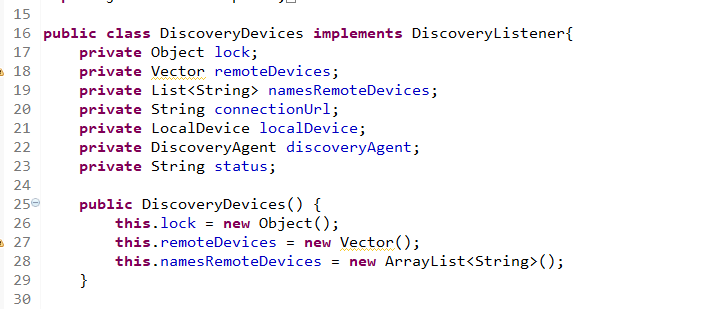 15
16 public class DiscoveryDevices implements DiscoveryListener{
17     private Object lock;
18     private Vector remoteDevices;
19     private List<String> namesRemoteDevices;
20     private String connectionUrl;
21     private LocalDevice localDevice;
22     private DiscoveryAgent discoveryAgent;
23     private String status;
24
25     public DiscoveryDevices() {
26         this.lock = new Object();
27         this.remoteDevices = new Vector();
28         this.namesRemoteDevices = new ArrayList<String>();
29     }
30